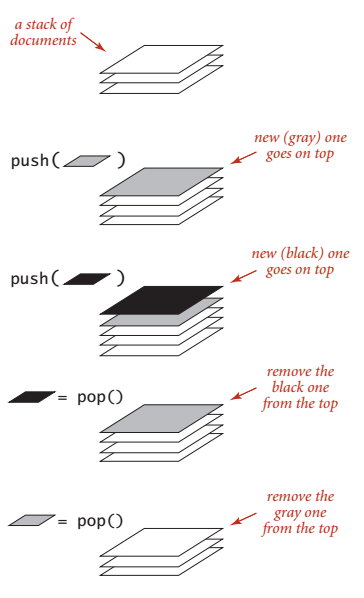 a stack of
documents
new (gray) one
goes on top
push( )
new (black) one
goes on top
push( )
remove the
black one
from the top
= pop()
remove the
gray one
from the top
= pop()